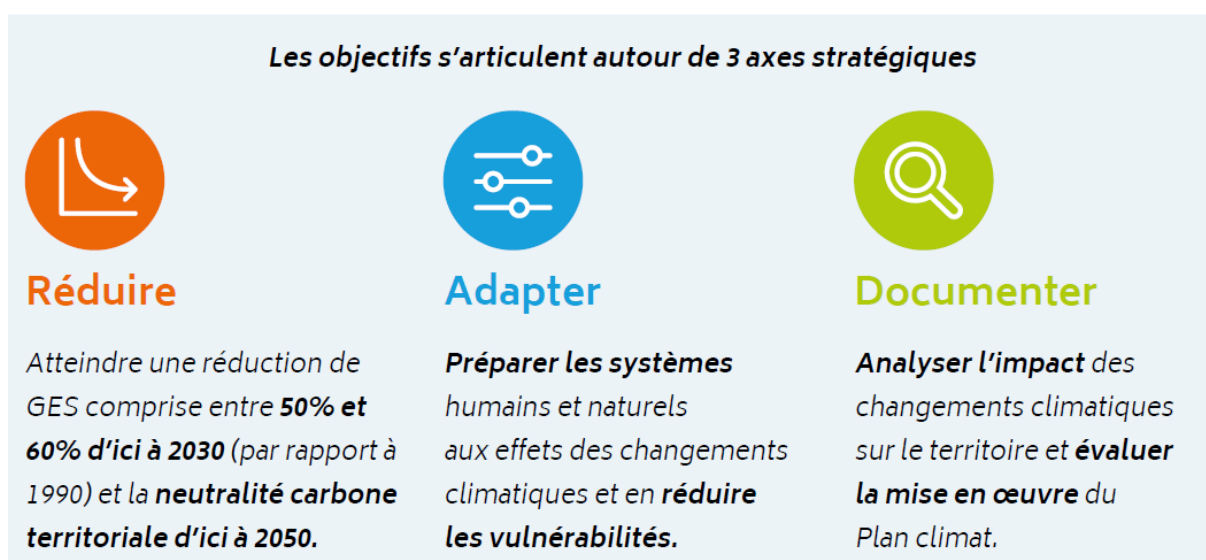 Les objectifs s’articulent autour de 3 axes stratégiques
Réduire
Atteindre une réduction de
GES comprise entre 50% et
60% d’ici à 2030 (par rapport à
1990) et la neutralité carbone
territoriale d’ici à 2050.
Adapter
Préparer les systèmes
humains et naturels
aux effets des changements
climatiques et en réduire
les vulnérabilités.
Documenter
Analyser l’impact des
changements climatiques
sur le territoire et évaluer
la mise en œuvre du
Plan climat.